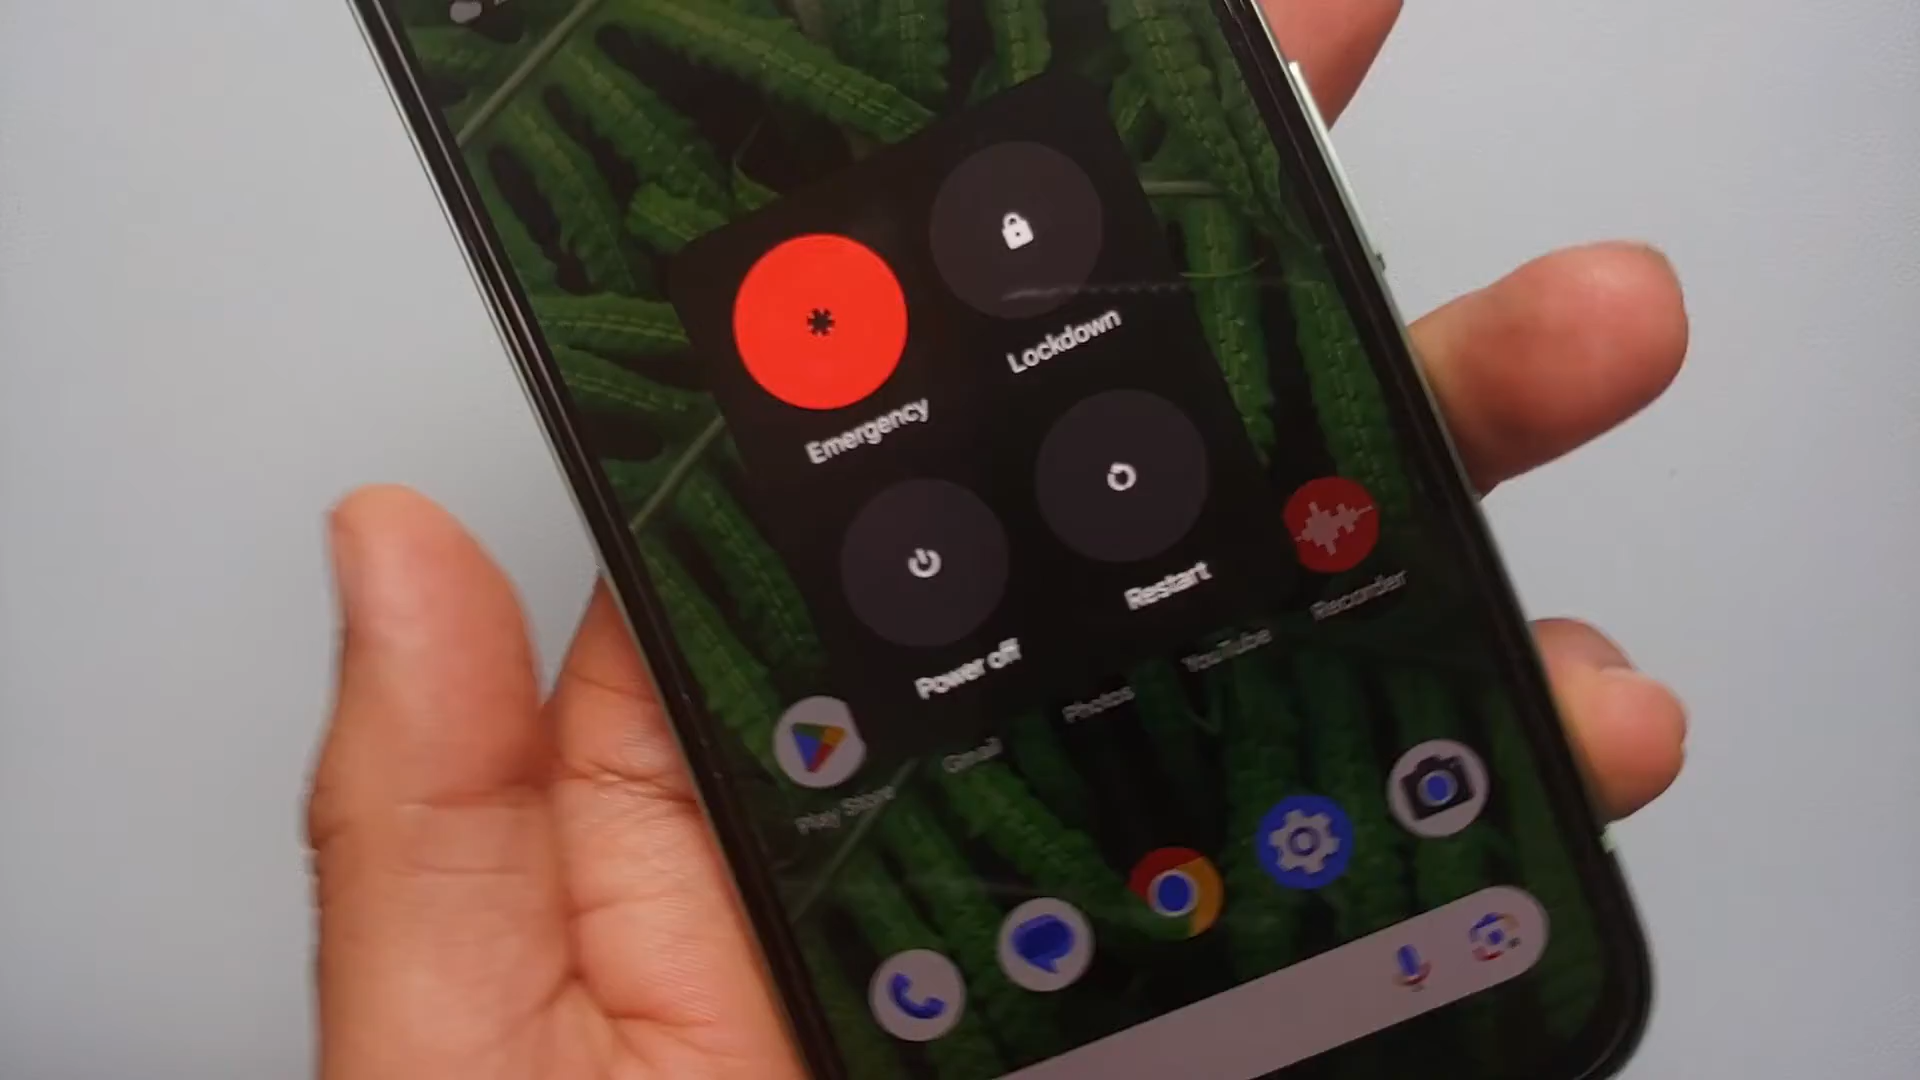 Lockdown
Emergency
Restart
Power off
Recorder
YouTube
Photos
Gmail
Play Store